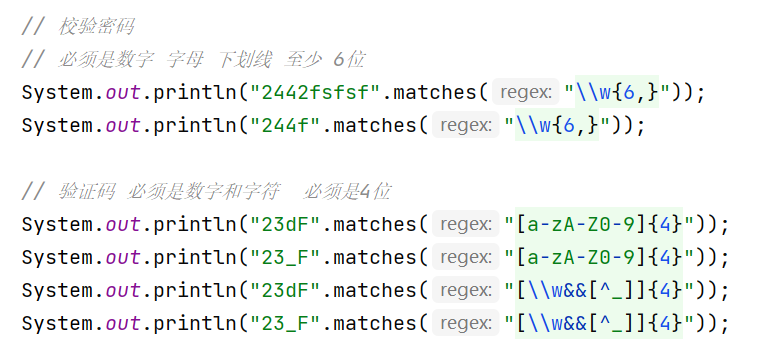 // 校验密码
// 必须是数字 字母 下划线 至少 6位
System.out.println("2442fsfsf".matches( regex: "\\w{6,}"));
System.out.println("244f".matches( regex: "\\w{6,}"));
// 验证码 必须是数字和字符  必须是4位
System.out.println("23dF".matches( regex: "[a-zA-Z0-9]{4}"));
System.out.println("23_F".matches( regex: "[a-zA-Z0-9]{4}"));
System.out.println("23dF".matches( regex: "[\\w&&[^_]]{4}"));
System.out.println("23_F".matches( regex: "[\\w&&[^_]]{4}"));